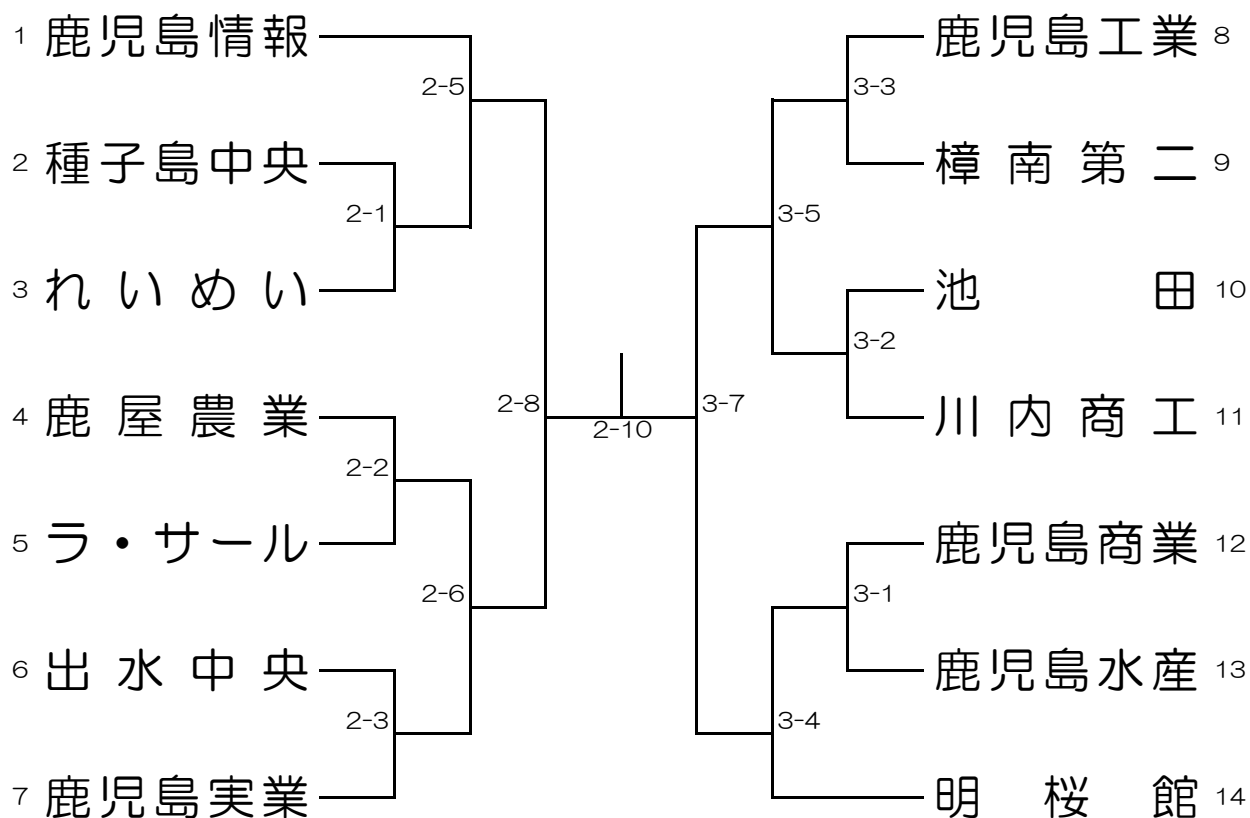 1 鹿児島情報
2 種子島中央
3 れいめい
4 鹿屋農業
5 ラ・サール
6 出水中央
7 鹿児島実業
2-5
2-1
2-2
2-6
2-3
2-8
2-10
3-7
3-3
3-5
3-2
3-1
3-4
鹿児島工業 8
樟南第二 9
池田 10
川内商工 11
鹿児島商業 12
鹿児島水産 13
明桜館 14